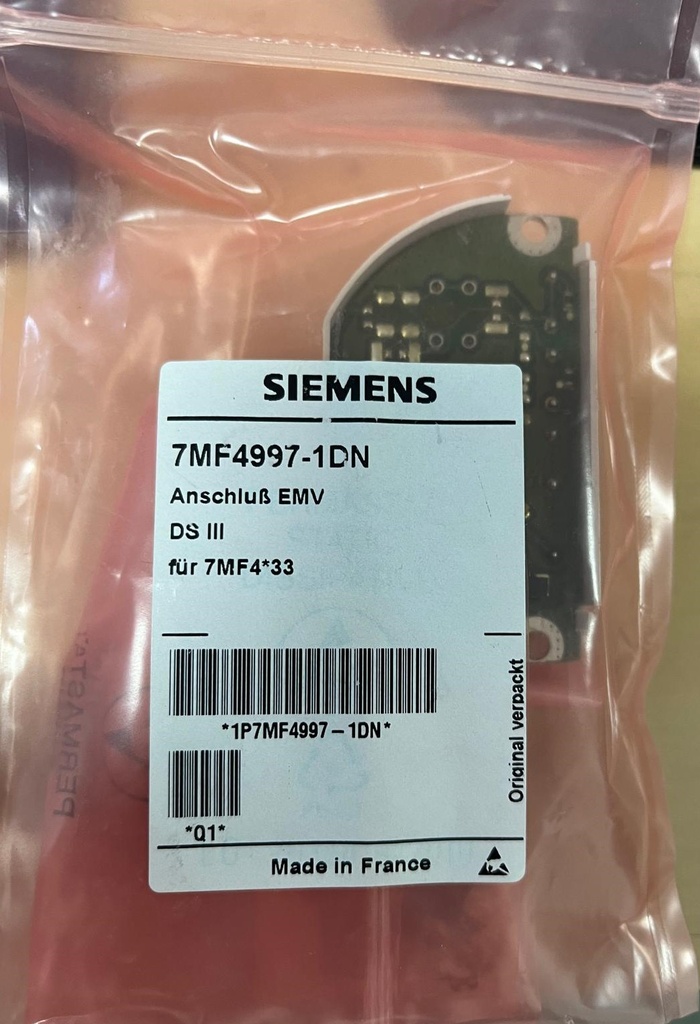 SIEMENS
7MF4997-1DN
Anschluß EMV
DS III
für 7MF4*33
*1P7MF4997-1DN*
*Q1*
Original verpackt
Made in France